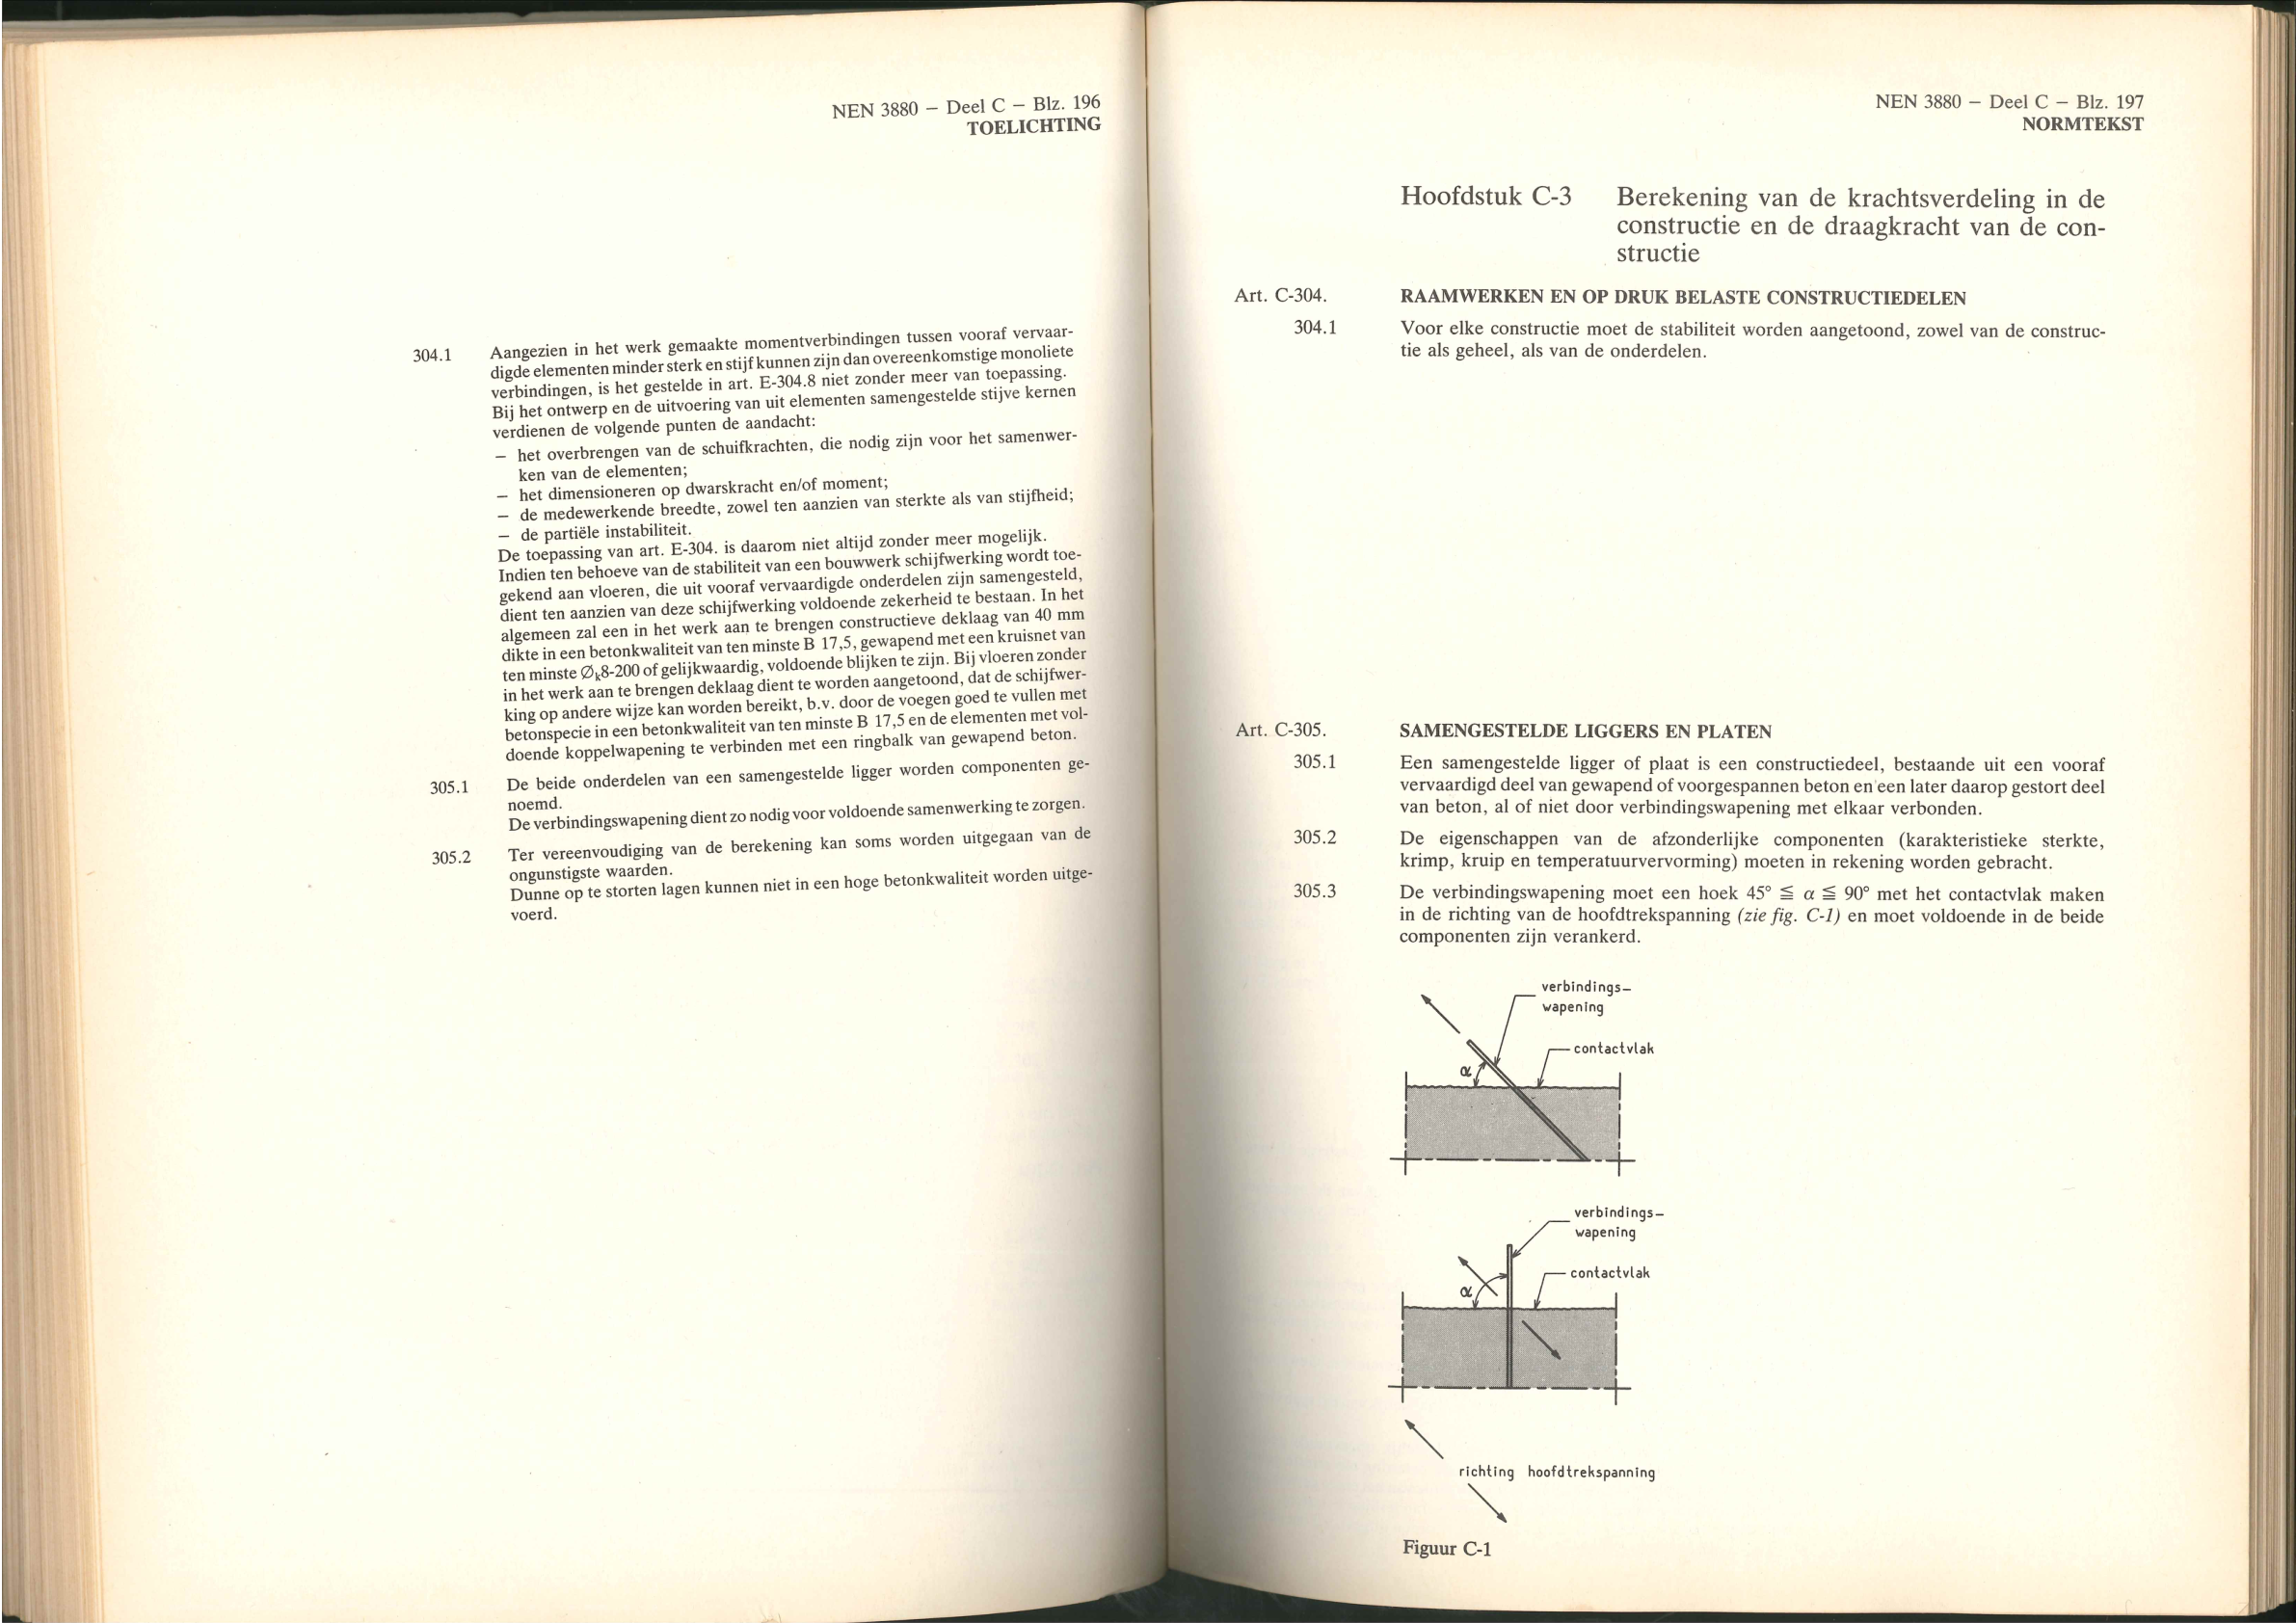 NEN 3880 — Deel C — Blz. 196
TOELICHTING
304.1 Aangezien in het werk gemaakte momentverbindingen tussen vooraf vervaar-
digde elementen minder sterk en stijf kunnen zijn dan overeenkomstige monoliete
verbindingen, is het gestelde in art. E-304.8 niet zonder meer van toepassing.
Bij het ontwerp en de uitvoering van uit elementen samengestelde stijve kernen
verdienen de volgende punten de aandacht:
— het overbrengen van de schuifkrachten, die nodig zijn voor het samenwer-
ken van de elementen;
— het dimensioneren op dwarskracht en/of moment;
— de medewerkende breedte, zowel ten aanzien van sterkte als van stijfheid;
— de partiële instabiliteit.
De toepassing van art. E-304. is daarom niet altijd zonder meer mogelijk.
Indien ten behoeve van de stabiliteit van een bouwwerk schijfwerking wordt toe-
gekend aan vloeren, die uit vooraf vervaardigde onderdelen zijn samengesteld,
dient ten aanzien van deze schijfwerking voldoende zekerheid te bestaan. In het
algemeen zal een in het werk aan te brengen constructieve deklaag van 40 mm
dikte in een betonkwaliteit van ten minste B 17,5, gewapend met een kruisnet van
ten minste Øk8-200 of gelijkwaardig, voldoende blijken te zijn. Bij vloeren zonder
in het werk aan te brengen deklaag dient te worden aangetoond, dat de schijfwer-
king op andere wijze kan worden bereikt, b.v. door de voegen goed te vullen met
betonspecie in een betonkwaliteit van ten minste B 17,5 en de elementen met vol-
doende koppelwapening te verbinden met een ringbalk van gewapend beton.
305.1 De beide onderdelen van een samengestelde ligger worden componenten ge-
noemd.
De verbindingswapening dient zo nodig voor voldoende samenwerking te zorgen.
305.2 Ter vereenvoudiging van de berekening kan soms worden uitgegaan van de
ongunstigste waarden.
Dunne op te storten lagen kunnen niet in een hoge betonkwaliteit worden uitge-
voerd.
NEN 3880 — Deel C — Blz. 197
NORMTEKST
Hoofdstuk C-3 Berekening van de krachtsverdeling in de
constructie en de draagkracht van de con-
structie
Art. C-304. RAAMWERKEN EN OP DRUK BELASTE CONSTRUCTIEDELEN
304.1 Voor elke constructie moet de stabiliteit worden aangetoond, zowel van de construc-
tie als geheel, als van de onderdelen.
Art. C-305. SAMENGESTELDE LIGGERS EN PLATEN
305.1 Een samengestelde ligger of plaat is een constructiedeel, bestaande uit een vooraf
vervaardigd deel van gewapend of voorgespannen beton en een later daarop gestort deel
van beton, al of niet door verbindingswapening met elkaar verbonden.
305.2 De eigenschappen van de afzonderlijke componenten (karakteristieke sterkte,
krimp, kruip en temperatuurvervorming) moeten in rekening worden gebracht.
305.3 De verbindingswapening moet een hoek 45° ≦ α ≦ 90° met het contactvlak maken
in de richting van de hoofdtrekspanning (zie fig. C-1) en moet voldoende in de beide
componenten zijn verankerd.
verbindings–
wapening
contactvlak
α
verbindings–
wapening
contactvlak
α
richting hoofdtrekspanning
Figuur C-1